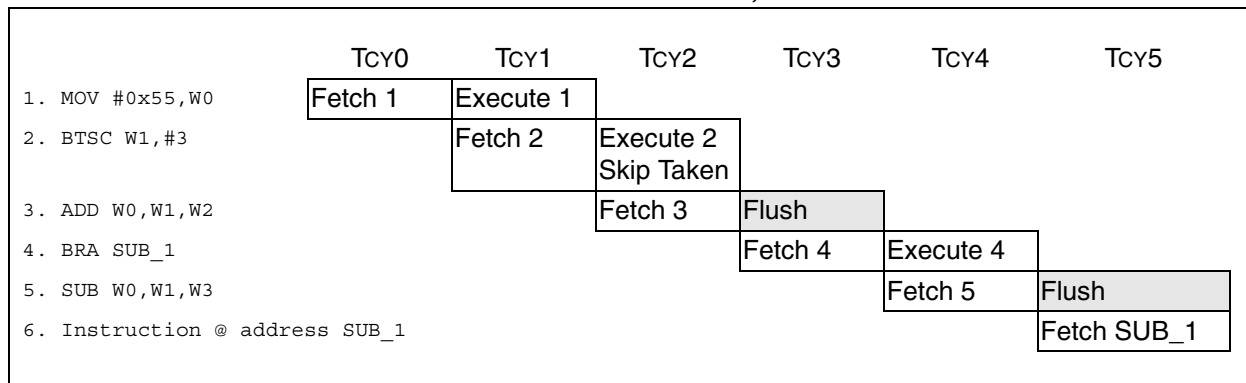 TCY0 TCY1 TCY2 TCY3 TCY4 TCY5
1. MOV #0x55,W0 Fetch 1 Execute 1
2. BTSC W1,#3 Fetch 2 Execute 2
Skip Taken
3. ADD W0,W1,W2 Fetch 3 Flush
4. BRA SUB_1 Fetch 4 Execute 4
5. SUB W0,W1,W3 Fetch 5 Flush
6. Instruction @ address SUB_1 Fetch SUB_1